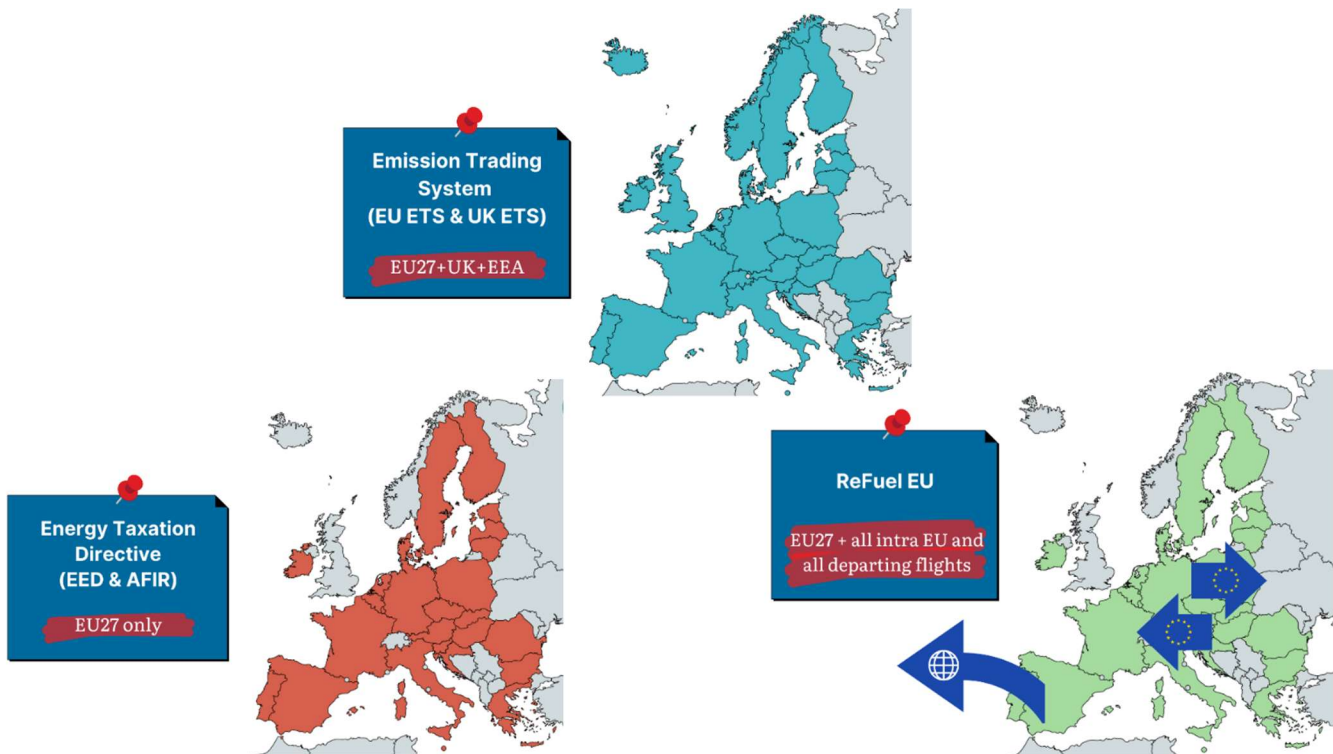 Emission Trading
System
(EU ETS & UK ETS)
EU27+UK+EEA
Energy Taxation
Directive
(EED & AFIR)
EU27 only
ReFuel EU
EU27 + all intra EU and
all departing flights